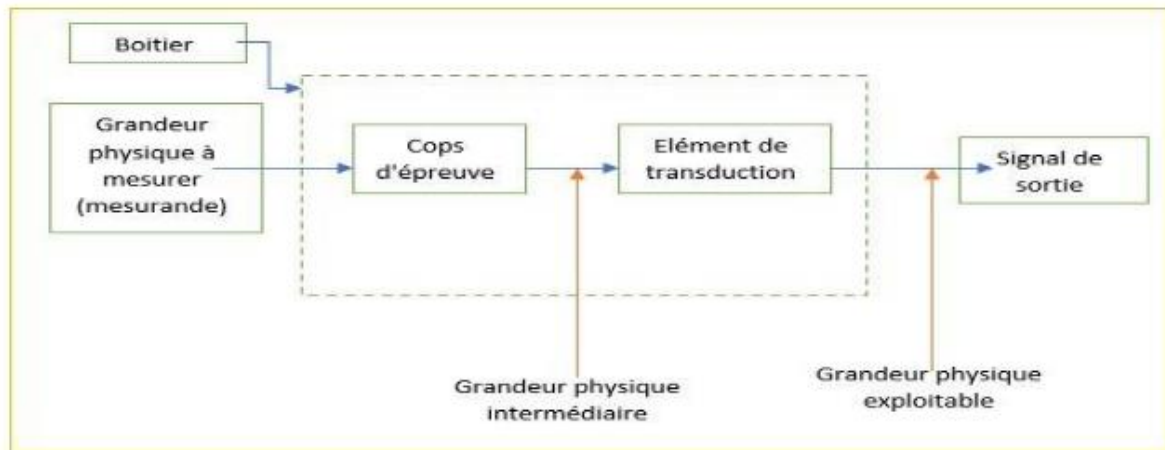 Boitier
Grandeur
physique à
mesurer
(mesurande)
Cops
d'épreuve
Elément de
transduction
Signal de
sortie
Grandeur physique
intermédiaire
Grandeur physique
exploitable